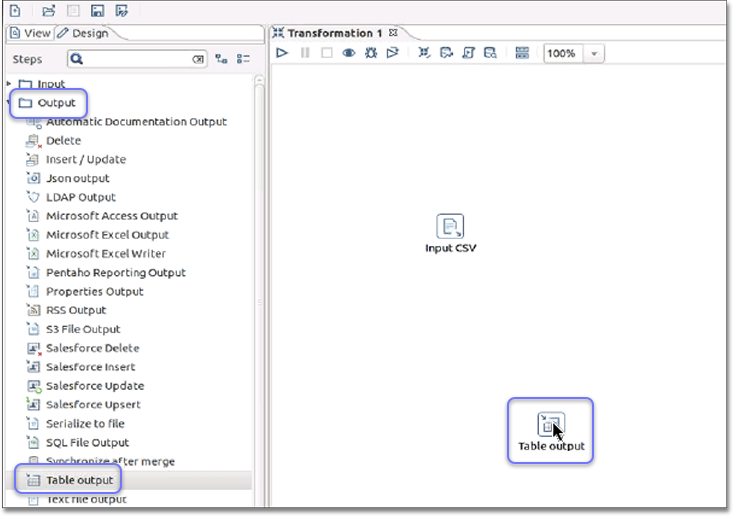 View Design
Transformation 1
Steps
100%
Input
Output
Automatic Documentation Output
Delete
Insert / Update
Json output
LDAP Output
Microsoft Access Output
Microsoft Excel Output
Microsoft Excel Writer
Pentaho Reporting Output
Properties Output
RSS Output
S3 File Output
Salesforce Delete
Salesforce Insert
Salesforce Update
Salesforce Upsert
Serialize to file
SQL File Output
Synchronize after merge
Table output
Text file output
Input CSV
Table output